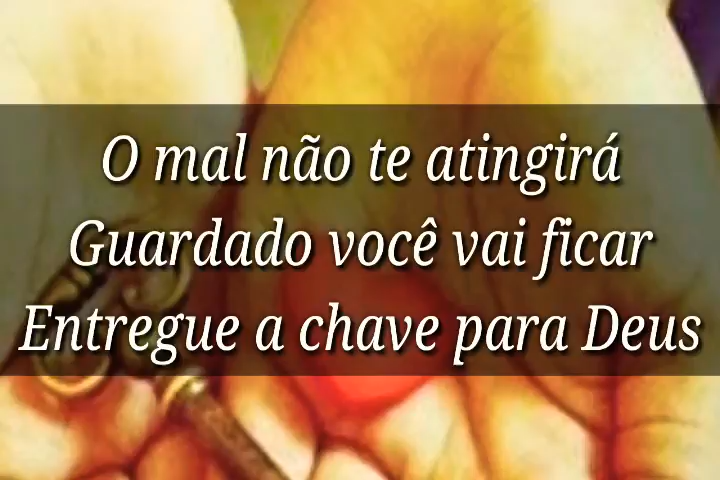 O mal não te atingirá
Guardado você vai ficar
Entregue a chave para Deus